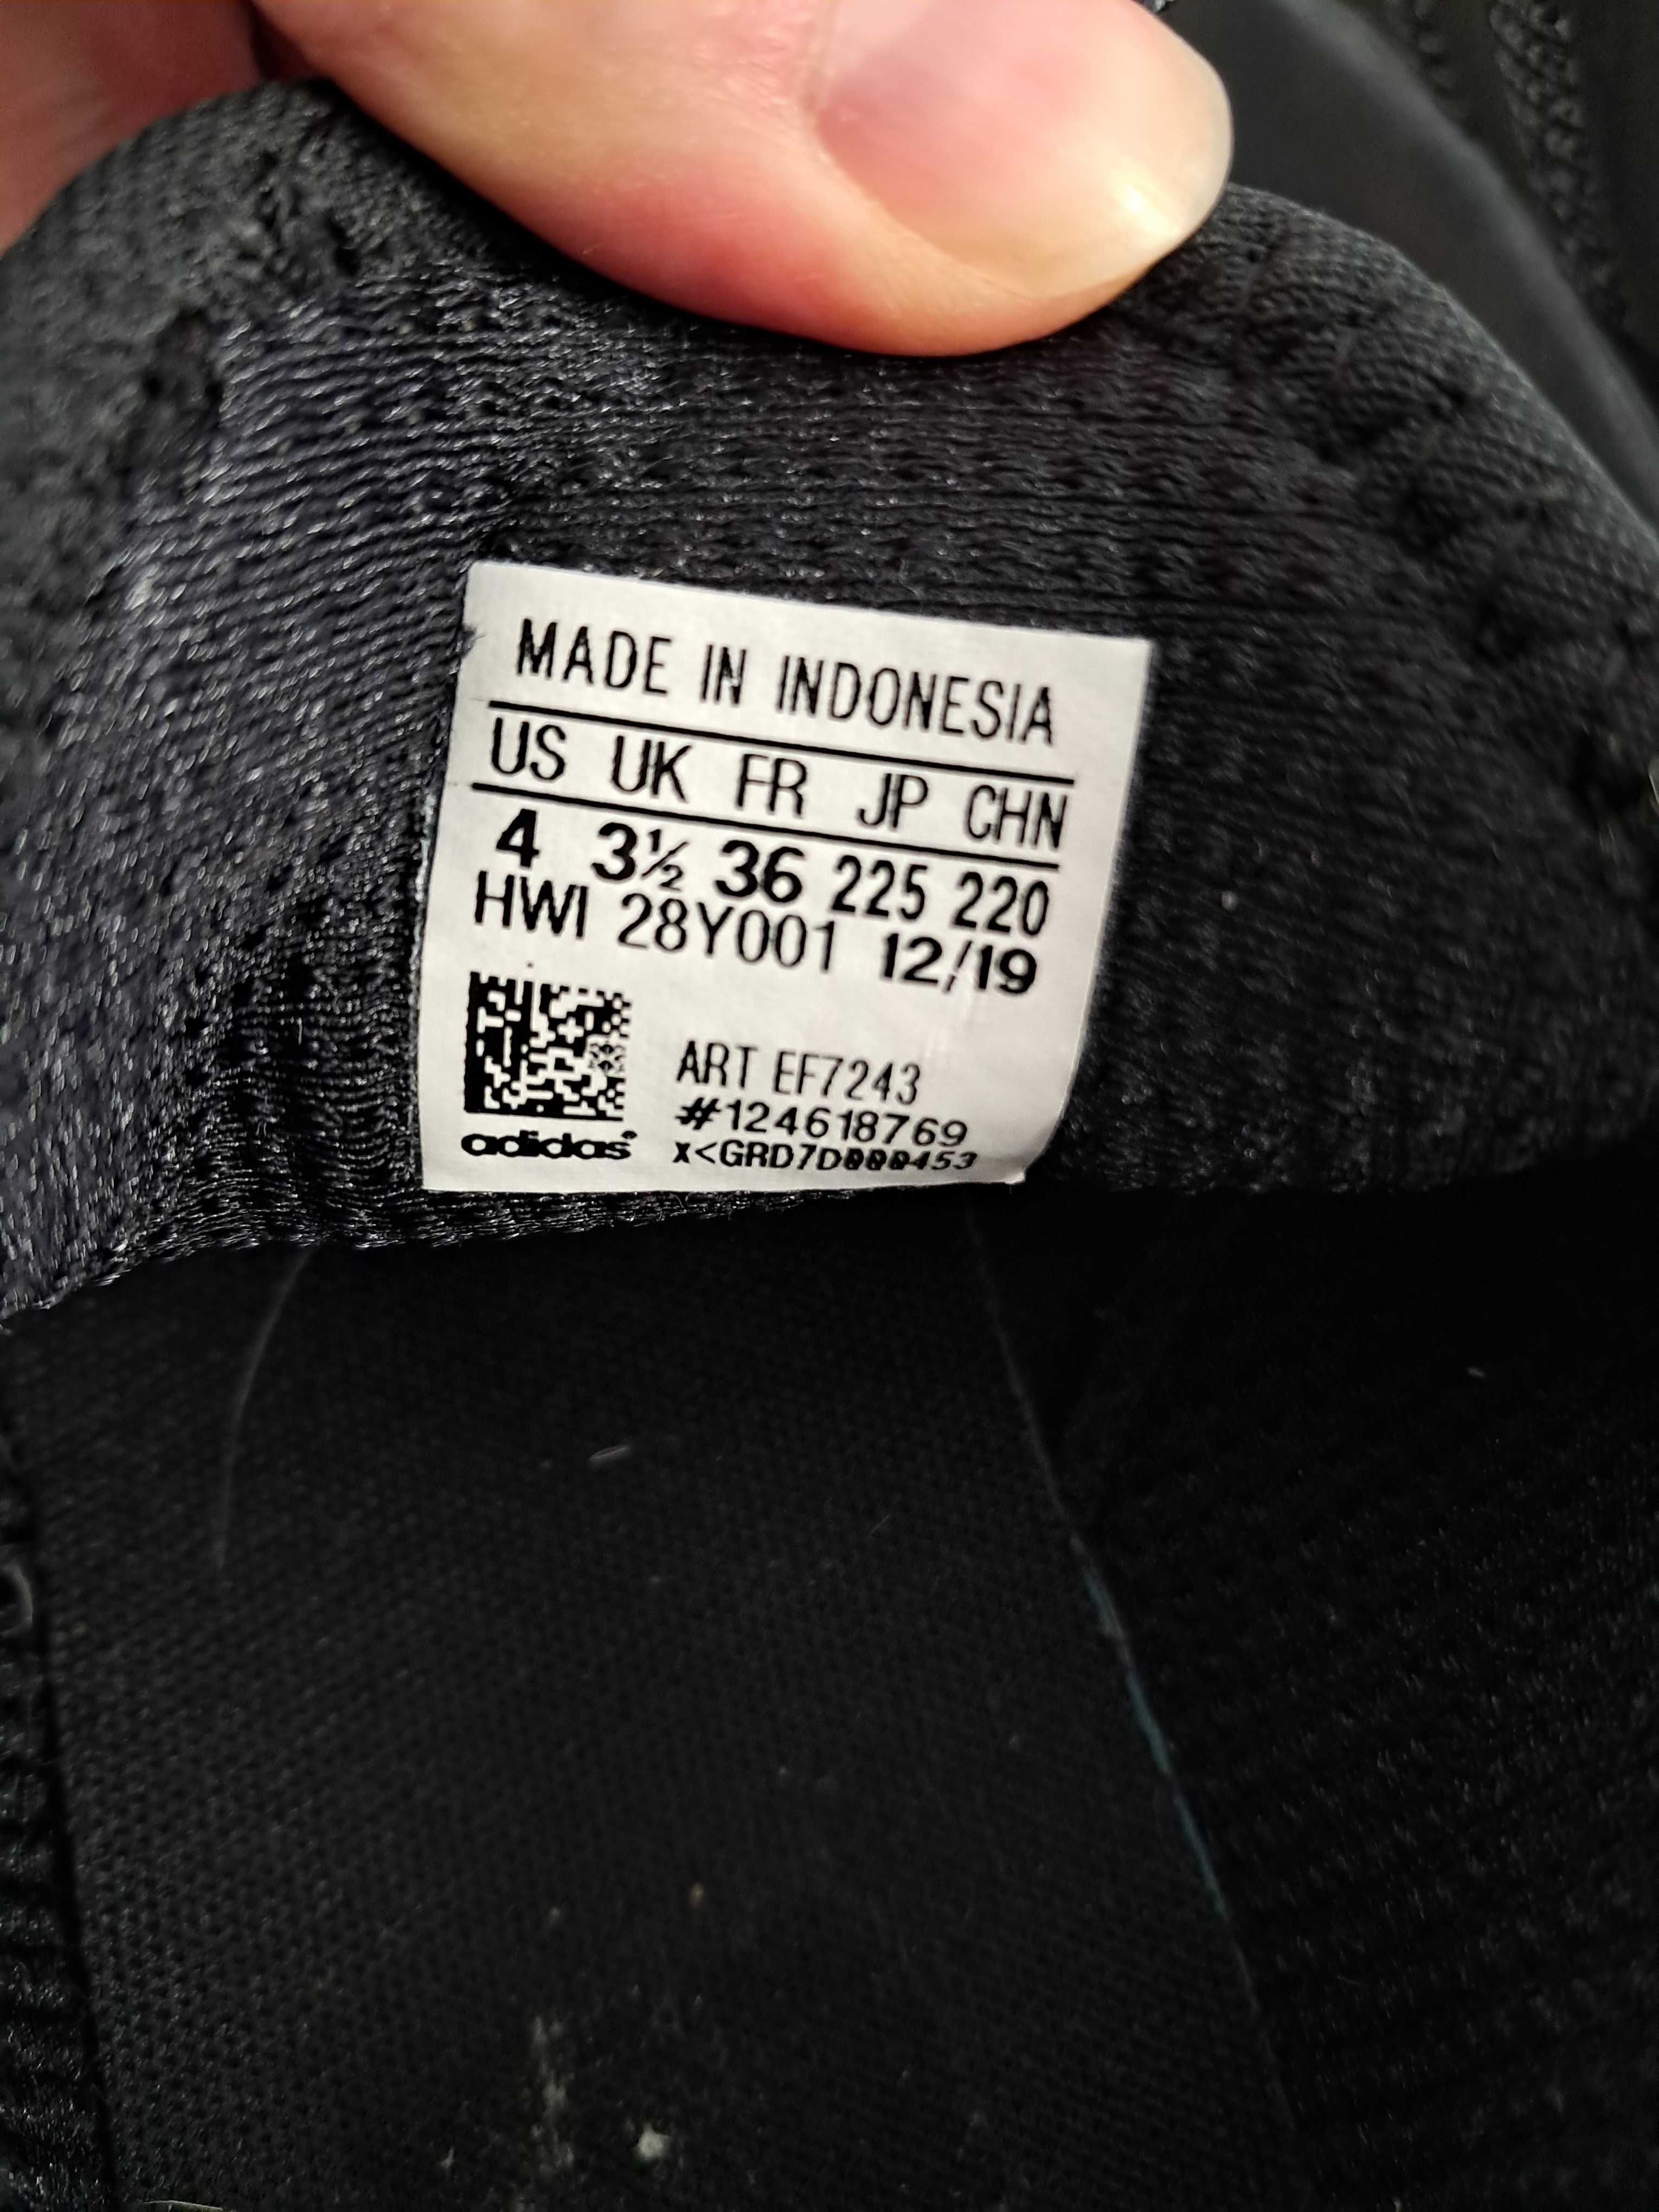 MADE IN INDONESIA
US UK FR JP CHN
4 3½ 36 225 220
HWI 28Y001 12/19
ART EF7243
#124618769
adidas® X<GRD7D000453